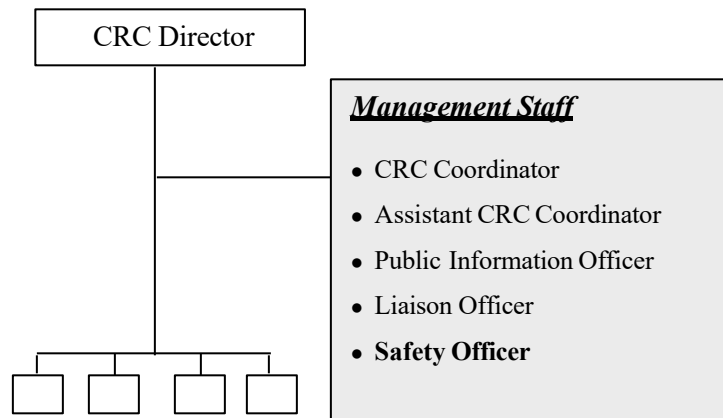 CRC Director
Management Staff
• CRC Coordinator
• Assistant CRC Coordinator
• Public Information Officer
• Liaison Officer
• Safety Officer